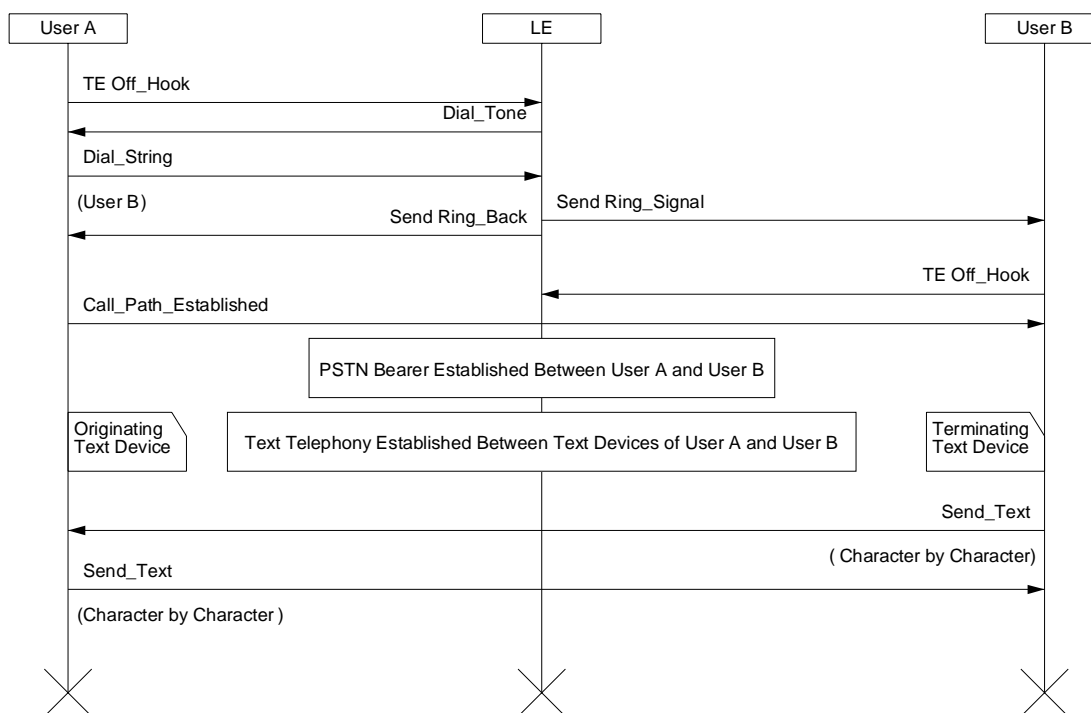 User A
LE
User B
TE Off_Hook
Dial_Tone
Dial_String
(User B)
Send Ring_Signal
Send Ring_Back
TE Off_Hook
Call_Path_Established
PSTN Bearer Established Between User A and User B
Originating
Text Device
Text Telephony Established Between Text Devices of User A and User B
Terminating
Text Device
Send_Text
( Character by Character)
Send_Text
(Character by Character )